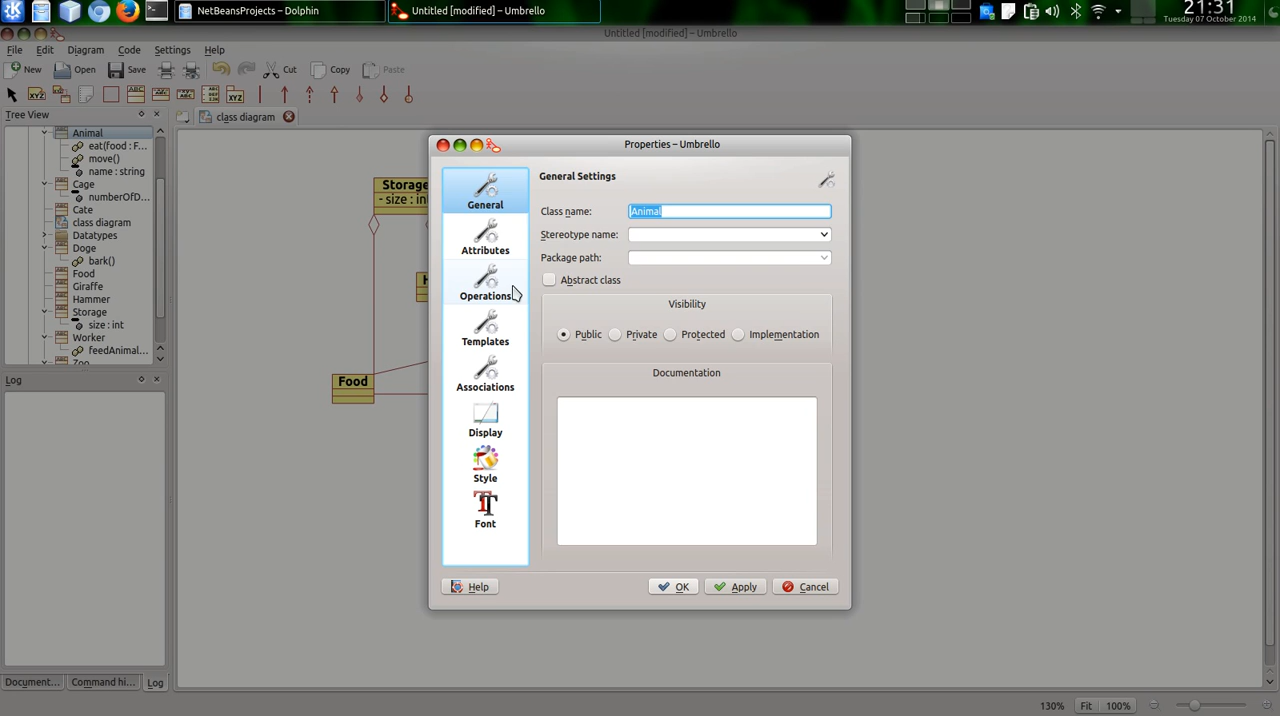 NetBeansProjects – Dolphin
Untitled [modified] – Umbrello
21:31
Tuesday 07 October 2014
Untitled [modified] – Umbrello
File Edit Diagram Code Settings Help
New Open Save Cut Copy Paste
Tree View
class diagram
Animal
eat(food : F...
move()
name : string
Cage
numberOfD...
Cate
class diagram
Datatypes
Doge
bark()
Food
Giraffe
Hammer
Storage
size : int
Worker
feedAnimal...
Zoo
Log
Document...
Command hi...
Log
Storage
- size : in
Food
Properties – Umbrello
General
Attributes
Operations
Templates
Associations
Display
Style
Font
General Settings
Class name: Animal
Stereotype name:
Package path:
Abstract class
Visibility
Public Private Protected Implementation
Documentation
Help OK Apply Cancel
130% Fit 100%